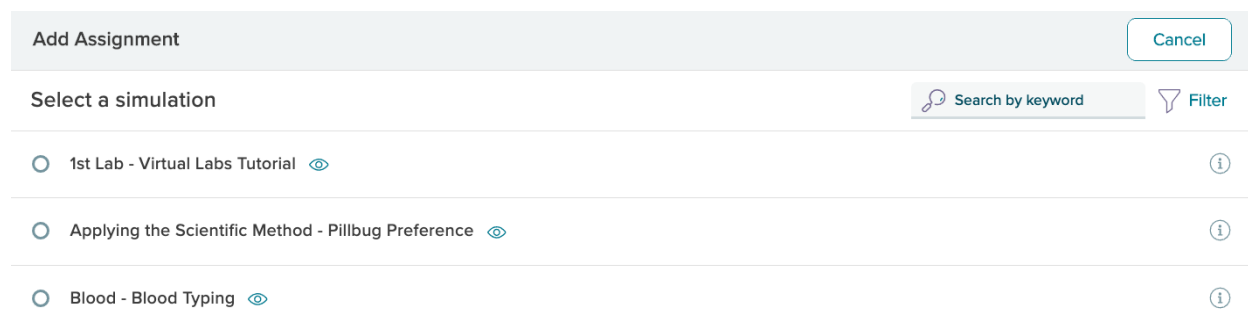 Add Assignment
Cancel
Select a simulation
Search by keyword
Filter
1st Lab - Virtual Labs Tutorial
Applying the Scientific Method - Pillbug Preference
Blood - Blood Typing